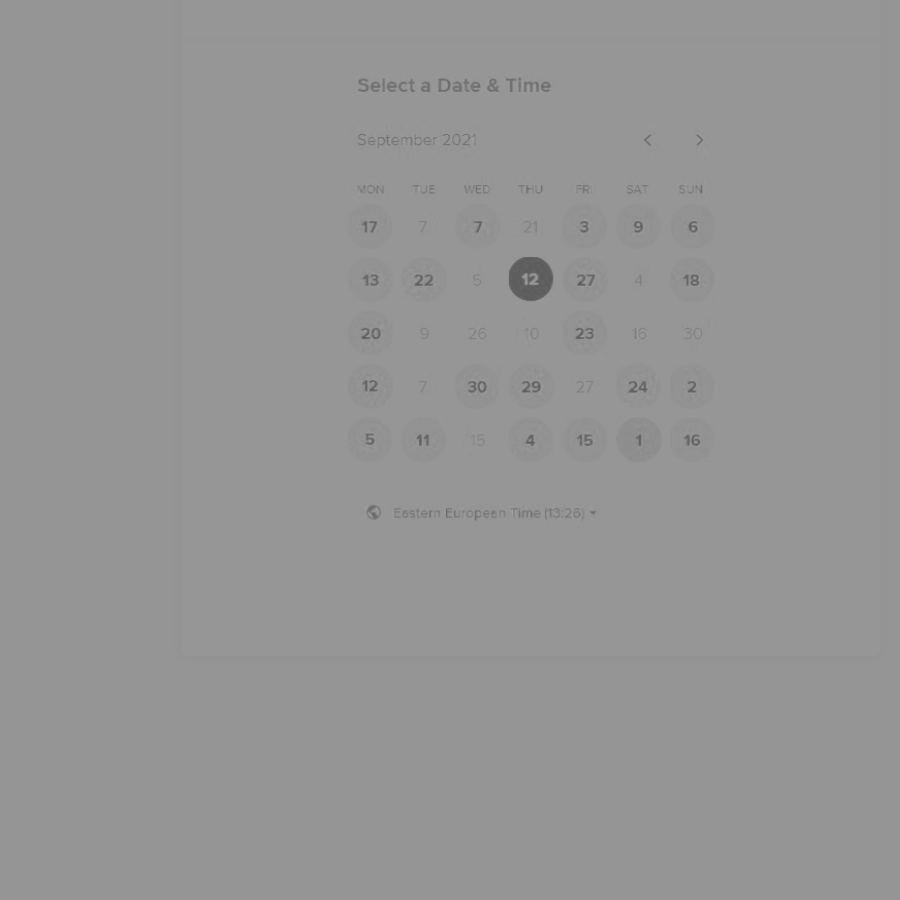 Select a Date & Time
September 2021
MON TUE WED THU FRI SAT SUN
17 7 7 21 3 9 6
13 22 5 12 27 4 18
20 9 26 10 23 16 30
12 7 30 29 27 24 2
5 11 15 4 15 1 16
Eastern European Time (13:26)